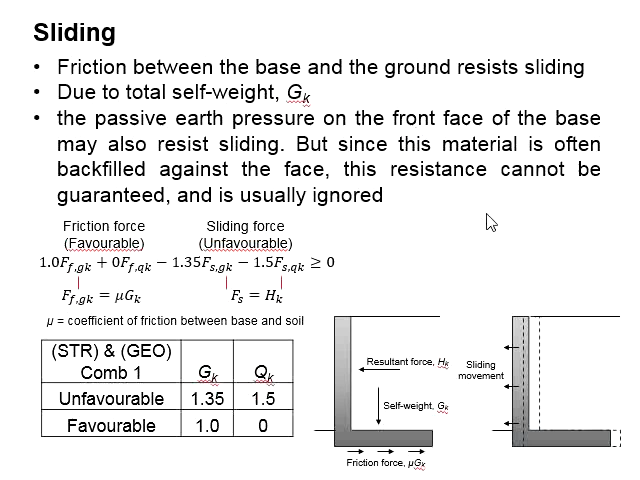 Sliding
• Friction between the base and the ground resists sliding
• Due to total self-weight, Gk
• the passive earth pressure on the front face of the base
may also resist sliding. But since this material is often
backfilled against the face, this resistance cannot be
guaranteed, and is usually ignored
Friction force Sliding force
(Favourable) (Unfavourable)
1.0Ff,gk + 0Ff,qk − 1.35Fs,gk − 1.5Fs,qk ≥ 0
Ff,gk = μGk Fs = Hk
μ = coefficient of friction between base and soil
(STR) & (GEO)
Comb 1 Gk Qk
Unfavourable 1.35 1.5
Favourable 1.0 0
Resultant force, Hk
Self-weight, Gk
Friction force, μGk
Sliding
movement